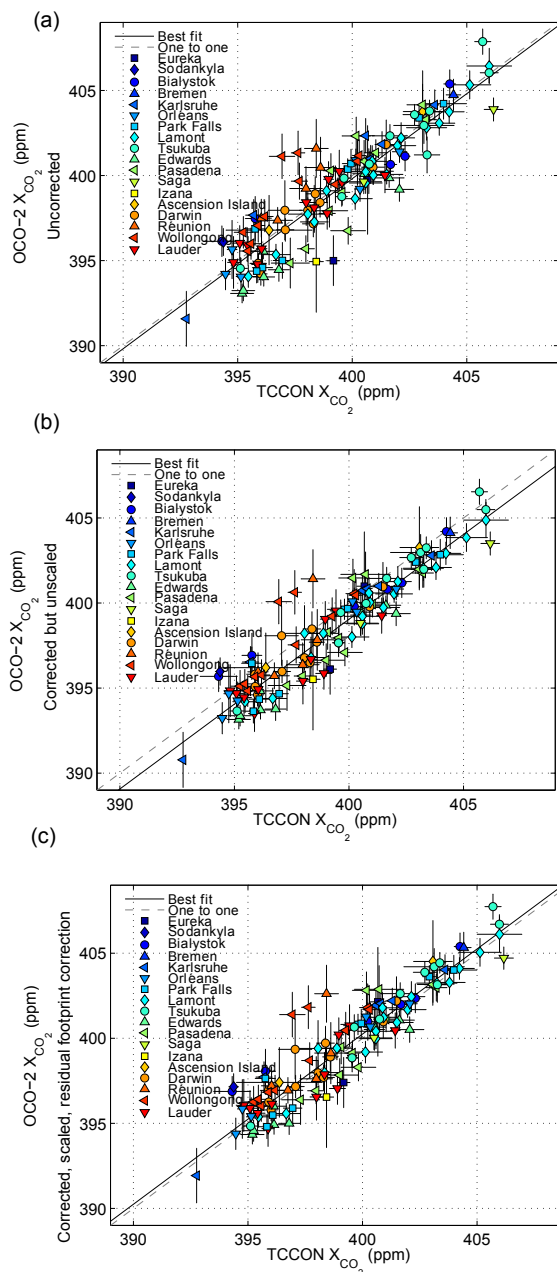 (a)
Best fit
One to one
Eureka
Sodankyla
Bialystok
Bremen
Karlsruhe
Orléans
Park Falls
Lamont
Tsukuba
Edwards
Pasadena
Saga
Izana
Ascension Island
Darwin
Réunion
Wollongong
Lauder
OCO−2 XCO2 (ppm)
Uncorrected
405
400
395
390
390 395 400 405
TCCON XCO2 (ppm)
(b)
Best fit
One to one
Eureka
Sodankyla
Bialystok
Bremen
Karlsruhe
Orléans
Park Falls
Lamont
Tsukuba
Edwards
Pasadena
Saga
Izana
Ascension Island
Darwin
Réunion
Wollongong
Lauder
OCO−2 XCO2 (ppm)
Corrected but unscaled
405
400
395
390
390 395 400 405
TCCON XCO2 (ppm)
(c)
Best fit
One to one
Eureka
Sodankyla
Bialystok
Bremen
Karlsruhe
Orléans
Park Falls
Lamont
Tsukuba
Edwards
Pasadena
Saga
Izana
Ascension Island
Darwin
Réunion
Wollongong
Lauder
OCO−2 XCO2 (ppm)
Corrected, scaled, residual footprint correction
405
400
395
390
390 395 400 405
TCCON XCO2 (ppm)